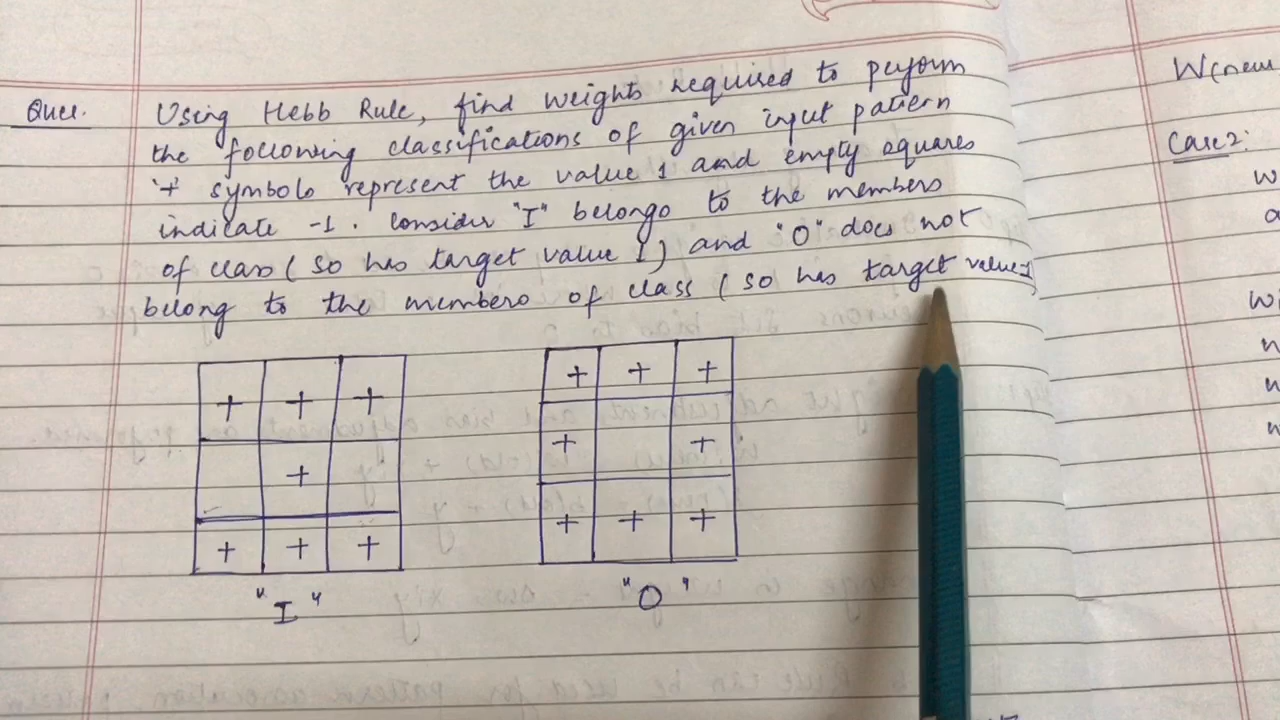 Ques. Using Hebb Rule, find weights required to perform
the following classifications of given input pattern
'+' symbols represent the value 1 and empty squares
indicate -1. Consider "I" belongs to the members
of class (so has target value 1) and "O" does not
belong to the members of class (so has target value-1)
+ + +
+
+ + +
"I"
+ + +
+ +
+ + +
"O"
W(new
Case 2:
w
w